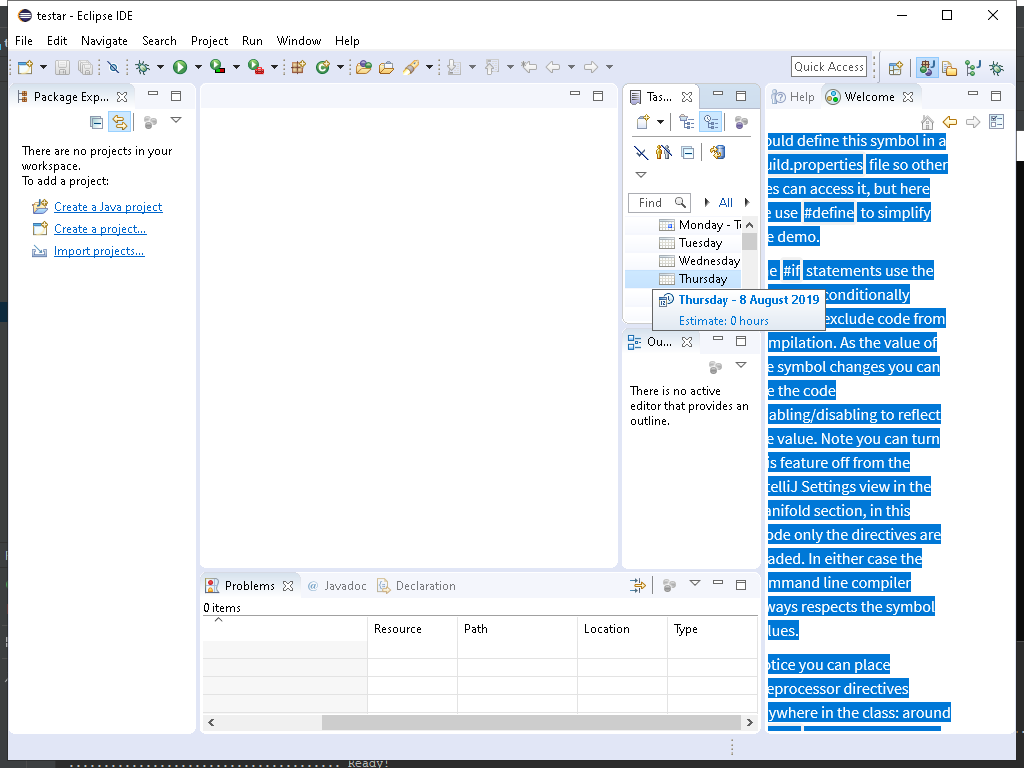 testar - Eclipse IDE
File Edit Navigate Search Project Run Window Help
Quick Access
Package Exp...
There are no projects in your
workspace.
To add a project:
Create a Java project
Create a project...
Import projects...
Tas...
Find
All
Monday -
Tuesday
Wednesday
Thursday
Thursday - 8 August 2019
Estimate: 0 hours
Ou...
There is no active
editor that provides an
outline.
Help Welcome
ould define this symbol in a
uild.properties file so other
es can access it, but here
e use #define to simplify
e demo.
e #if statements use the
conditionally
exclude code from
mpilation. As the value of
e symbol changes you can
e the code
abling/disabling to reflect
e value. Note you can turn
is feature off from the
telliJ Settings view in the
anifold section, in this
ode only the directives are
aded. In either case the
mmand line compiler
ways respects the symbol
lues.
otice you can place
eprocessor directives
ywhere in the class: around
Problems @ Javadoc Declaration
0 items
Resource Path Location Type
Ready!